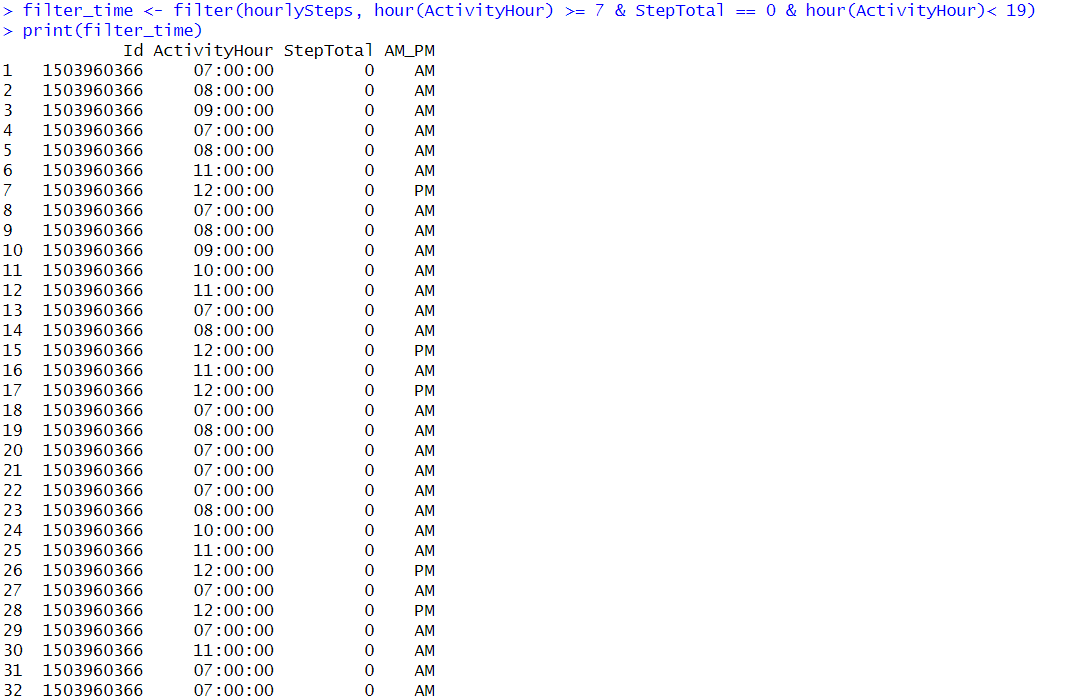 > filter_time <- filter(hourlySteps, hour(ActivityHour) >= 7 & StepTotal == 0 & hour(ActivityHour)< 19)
> print(filter_time)
Id ActivityHour StepTotal AM_PM
1 1503960366 07:00:00 0 AM
2 1503960366 08:00:00 0 AM
3 1503960366 09:00:00 0 AM
4 1503960366 07:00:00 0 AM
5 1503960366 08:00:00 0 AM
6 1503960366 11:00:00 0 AM
7 1503960366 12:00:00 0 PM
8 1503960366 07:00:00 0 AM
9 1503960366 08:00:00 0 AM
10 1503960366 09:00:00 0 AM
11 1503960366 10:00:00 0 AM
12 1503960366 11:00:00 0 AM
13 1503960366 07:00:00 0 AM
14 1503960366 08:00:00 0 AM
15 1503960366 12:00:00 0 PM
16 1503960366 11:00:00 0 AM
17 1503960366 12:00:00 0 PM
18 1503960366 07:00:00 0 AM
19 1503960366 08:00:00 0 AM
20 1503960366 07:00:00 0 AM
21 1503960366 07:00:00 0 AM
22 1503960366 07:00:00 0 AM
23 1503960366 08:00:00 0 AM
24 1503960366 10:00:00 0 AM
25 1503960366 11:00:00 0 AM
26 1503960366 12:00:00 0 PM
27 1503960366 07:00:00 0 AM
28 1503960366 12:00:00 0 PM
29 1503960366 07:00:00 0 AM
30 1503960366 11:00:00 0 AM
31 1503960366 07:00:00 0 AM
32 1503960366 07:00:00 0 AM